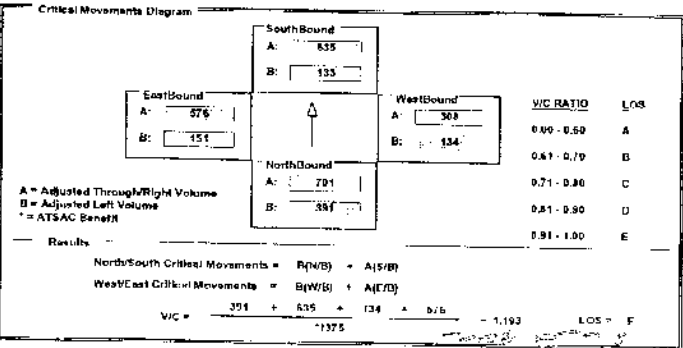 Critical Movements Diagram
SouthBound
A: 635
B: 133
EastBound
A: 576
B: 151
WestBound
A: 308
B: 134
NorthBound
A: 701
B: 391
A = Adjusted Through/Right Volume
B = Adjusted Left Volume
* = ATSAC Benefit
V/C RATIO LOS
0.00 - 0.60 A
0.61 - 0.70 B
0.71 - 0.80 C
0.81 - 0.90 D
0.91 - 1.00 E
Results
North/South Critical Movements = B(N/B) + A(S/B)
West/East Critical Movements = B(W/B) + A(E/B)
V/C = 391 + 635 + 134 + 576
*1375
= 1.193 LOS = F